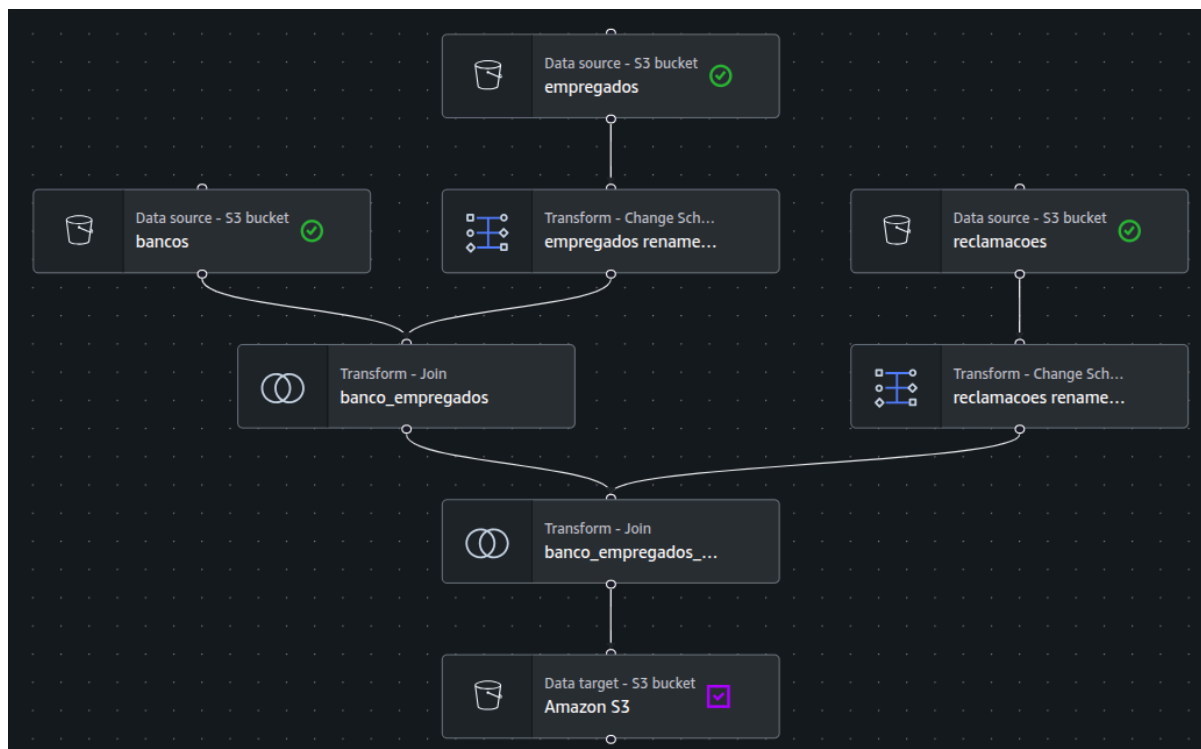 Data source - S3 bucket
empregados
Data source - S3 bucket
bancos
Transform - Change Sch...
empregados rename...
Data source - S3 bucket
reclamacoes
Transform - Join
banco_empregados
Transform - Change Sch...
reclamacoes rename...
Transform - Join
banco_empregados_...
Data target - S3 bucket
Amazon S3